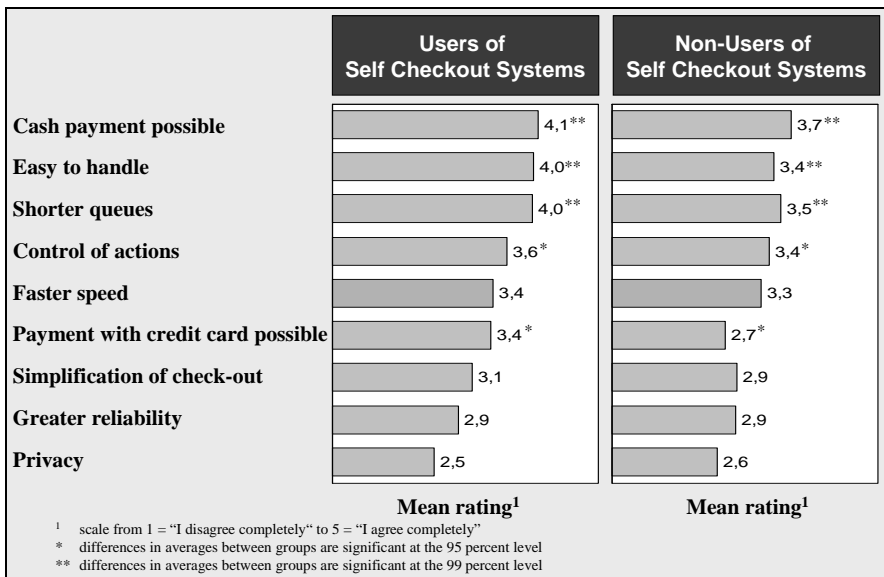 Users of
Self Checkout Systems
Non-Users of
Self Checkout Systems
Cash payment possible 4,1** 3,7**
Easy to handle 4,0** 3,4**
Shorter queues 4,0** 3,5**
Control of actions 3,6* 3,4*
Faster speed 3,4 3,3
Payment with credit card possible 3,4* 2,7*
Simplification of check-out 3,1 2,9
Greater reliability 2,9 2,9
Privacy 2,5 2,6
Mean rating¹ Mean rating¹
¹ scale from 1 = “I disagree completely“ to 5 = “I agree completely”
* differences in averages between groups are significant at the 95 percent level
** differences in averages between groups are significant at the 99 percent level